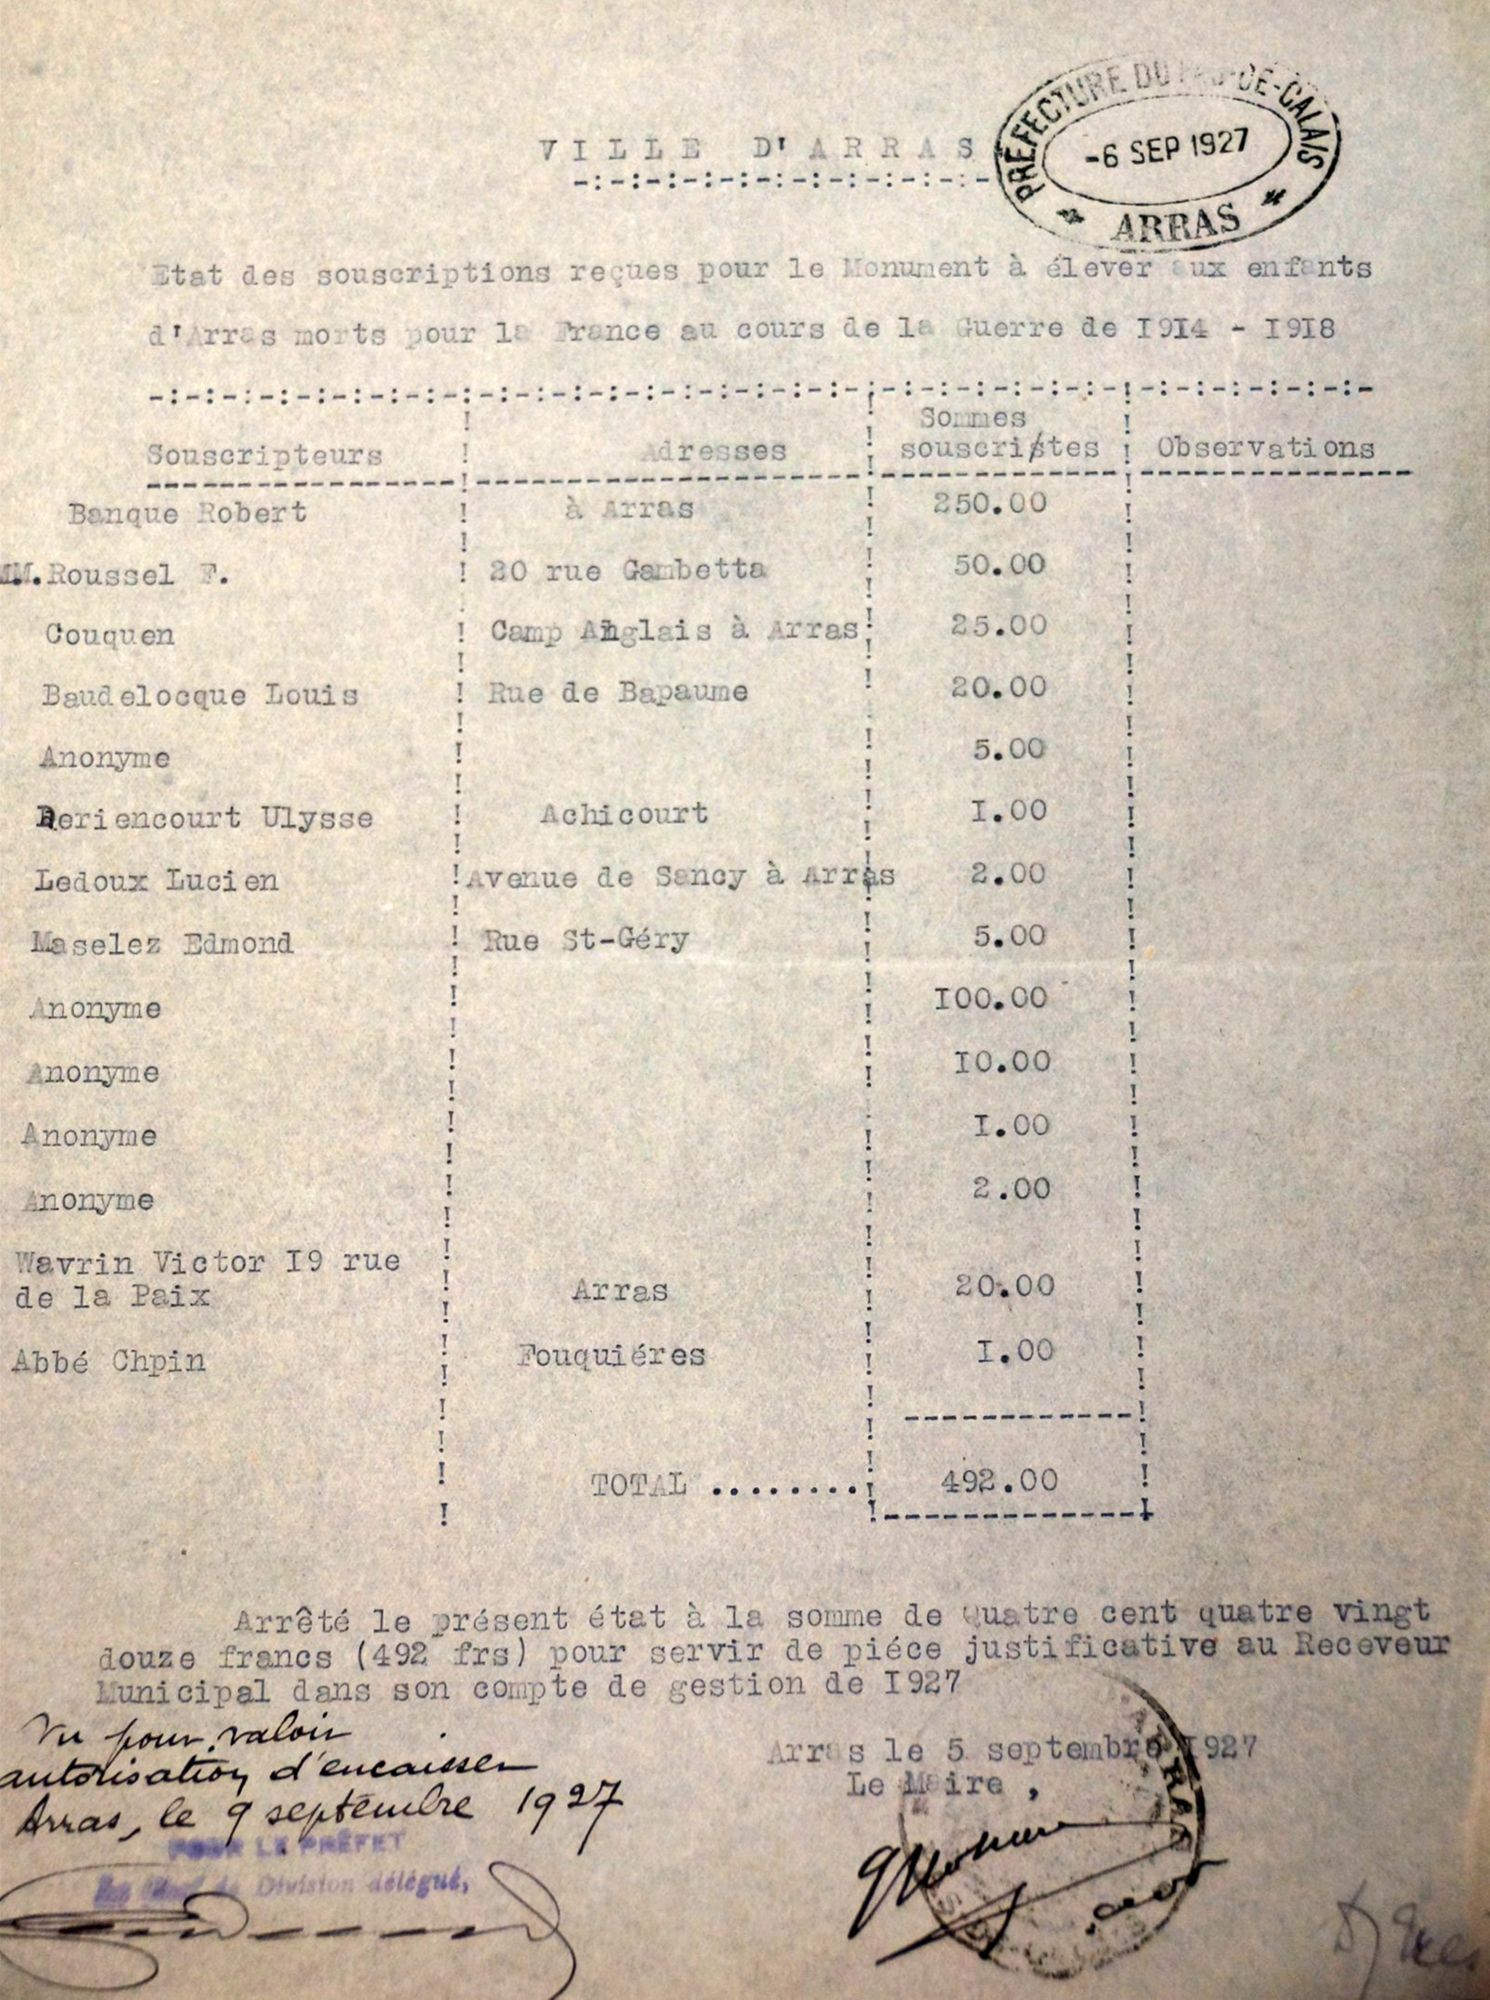 VILLE D'ARRAS
PRÉFECTURE DU PAS-DE-CALAIS
-6 SEP 1927
ARRAS
Etat des souscriptions reçues pour le Monument à élever aux enfants
d'Arras morts pour la France au cours de la Guerre de I9I4 - I9I8
Souscripteurs ! Adresses ! Sommes souscrites ! Observations
Banque Robert ! à Arras ! 250.00 !
MM.Roussel F. ! 20 rue Gambetta ! 50.00 !
Couquen ! Camp Anglais à Arras ! 25.00 !
Baudelocque Louis ! Rue de Bapaume ! 20.00 !
Anonyme ! ! 5.00 !
Beriencourt Ulysse ! Achicourt ! I.00 !
Ledoux Lucien ! Avenue de Sancy à Arras ! 2.00 !
Maselez Edmond ! Rue St-Géry ! 5.00 !
Anonyme ! ! I00.00 !
Anonyme ! ! I0.00 !
Anonyme ! ! I.00 !
Anonyme ! ! 2.00 !
Wavrin Victor I9 rue
de la Paix ! Arras ! 20.00 !
Abbé Chpin ! Fouquiéres ! I.00 !
TOTAL ........! 492.00 !
Arrêté le présent état à la somme de quatre cent quatre vingt
douze francs (492 frs) pour servir de piéce justificative au Receveur
Municipal dans son compte de gestion de I927
Vu pour valoir
autorisation d'encaisser
Arras, le 9 septembre 1927
POUR LE PRÉFET
Le Chef de Division délégué,
Arras le 5 septembre I927
Le Maire ,